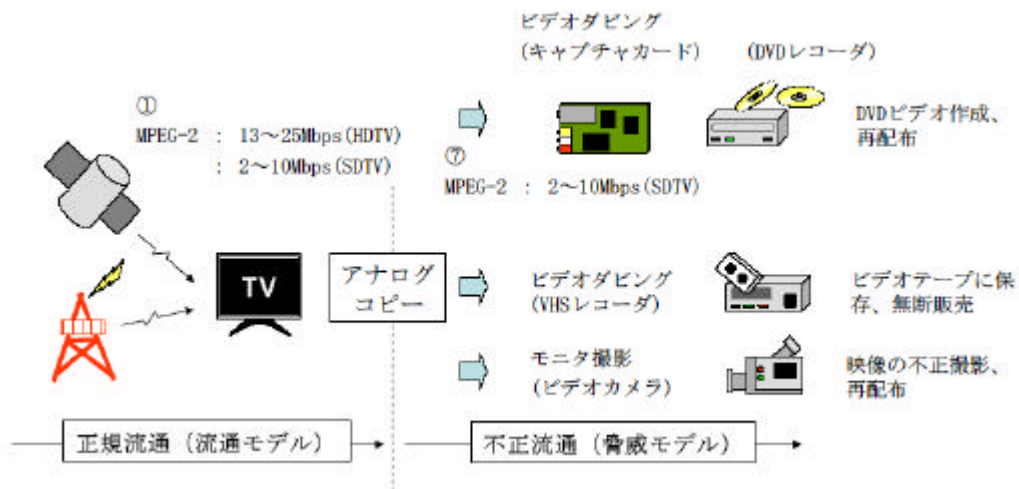 ビデオダビング
(キャプチャカード) (DVDレコーダ)
①
MPEG-2 : 13～25Mbps(HDTV)
: 2～10Mbps(SDTV)
DVDビデオ作成、
再配布
⑦
MPEG-2 : 2～10Mbps(SDTV)
TV
アナログ
コピー
ビデオダビング
(VHSレコーダ)
ビデオテープに保
存、無断販売
モニタ撮影
(ビデオカメラ)
映像の不正撮影、
再配布
正規流通（流通モデル）
不正流通（脅威モデル）